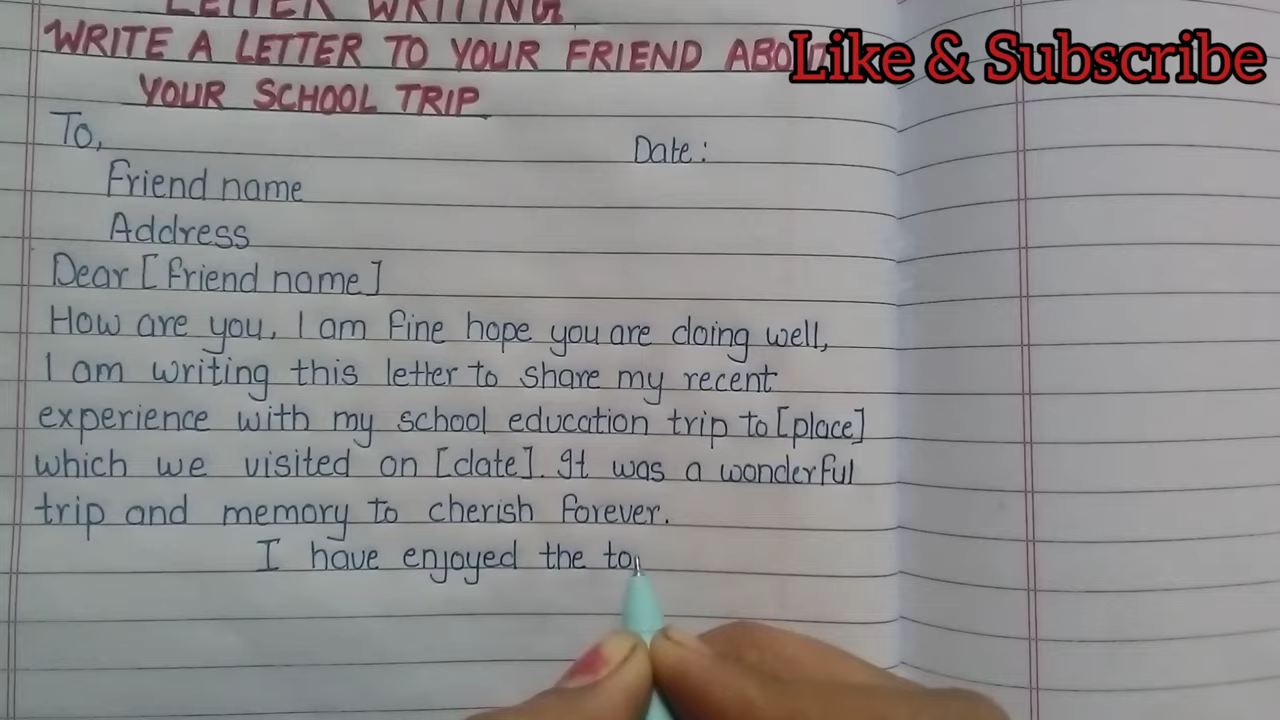 LETTER WRITING
WRITE A LETTER TO YOUR FRIEND ABOUT
YOUR SCHOOL TRIP
Like & Subscribe
To,
Date:
Friend name
Address
Dear [friend name]
How are you, I am fine hope you are doing well,
I am writing this letter to share my recent
experience with my school education trip to [place]
which we visited on [date]. It was a wonderful
trip and memory to cherish forever.
I have enjoyed the to